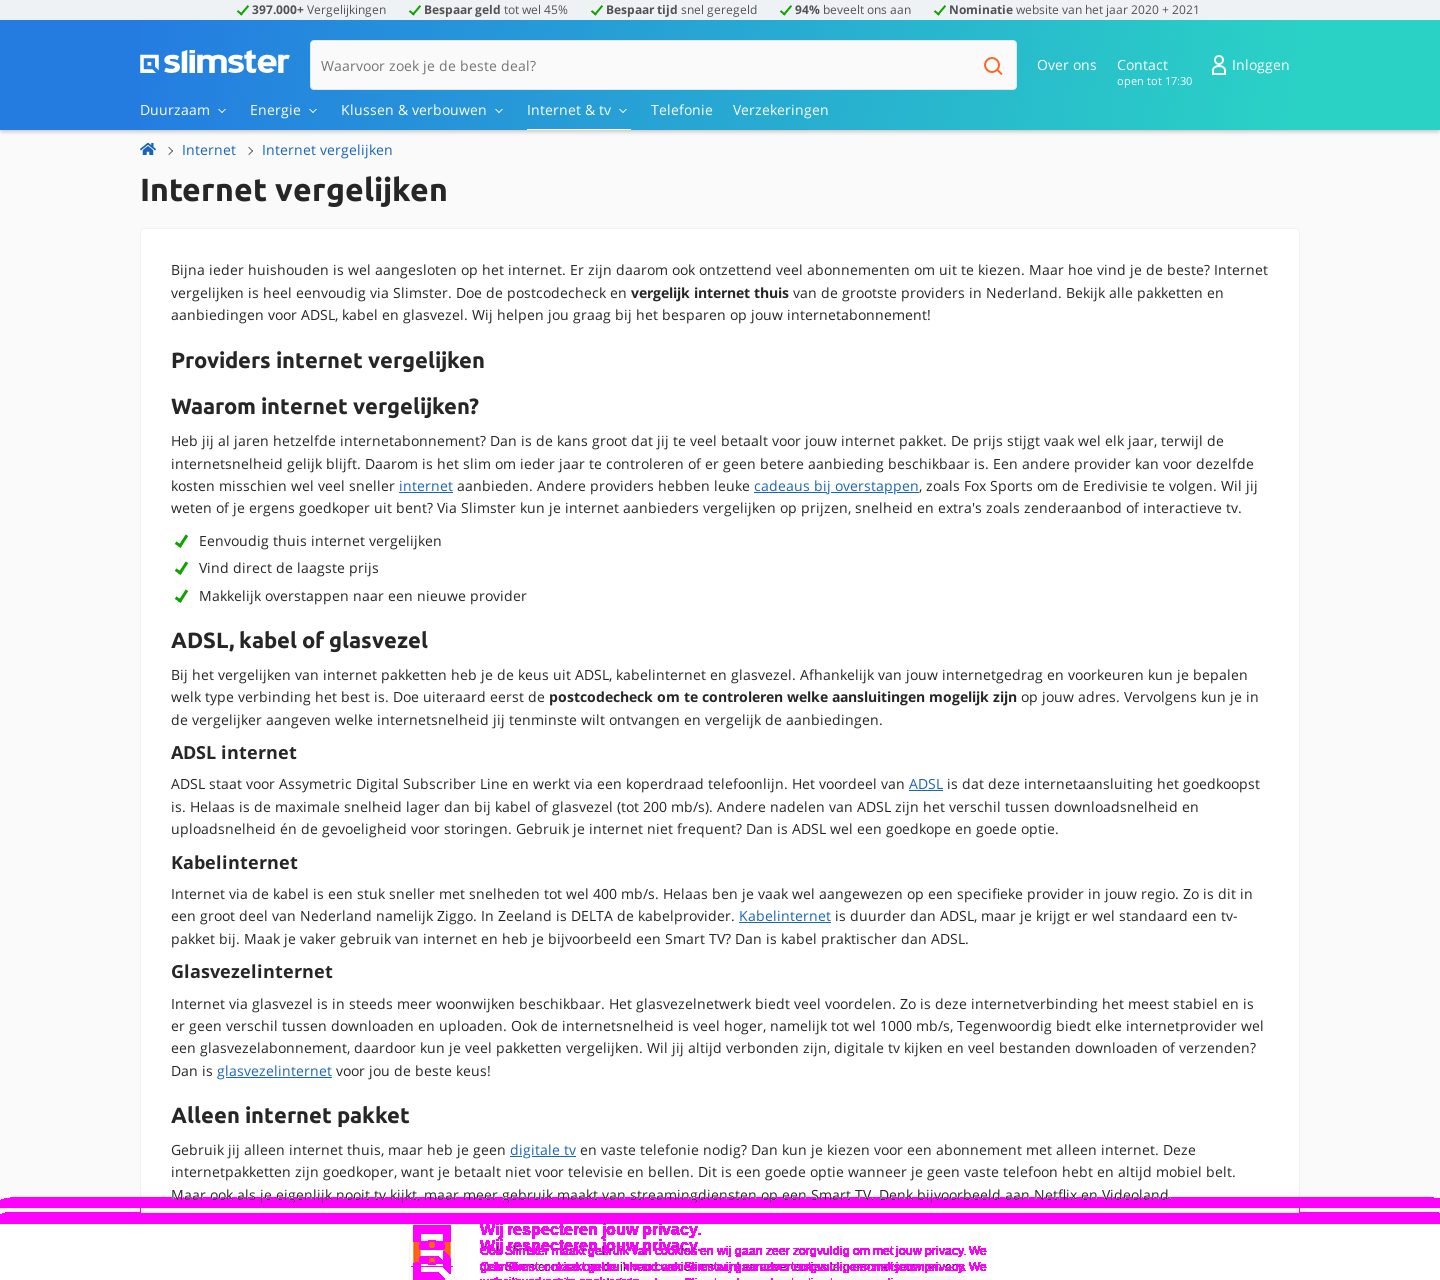 397.000+ Vergelijkingen Bespaar geld tot wel 45% Bespaar tijd snel geregeld 94% beveelt ons aan Nominatie website van het jaar 2020 + 2021
slimster Waarvoor zoek je de beste deal? Over ons Contact Inloggen
open tot 17:30
Duurzaam Energie Klussen & verbouwen Internet & tv Telefonie Verzekeringen
Internet Internet vergelijken
Internet vergelijken
Bijna ieder huishouden is wel aangesloten op het internet. Er zijn daarom ook ontzettend veel abonnementen om uit te kiezen. Maar hoe vind je de beste? Internet
vergelijken is heel eenvoudig via Slimster. Doe de postcodecheck en vergelijk internet thuis van de grootste providers in Nederland. Bekijk alle pakketten en
aanbiedingen voor ADSL, kabel en glasvezel. Wij helpen jou graag bij het besparen op jouw internetabonnement!
Providers internet vergelijken
Waarom internet vergelijken?
Heb jij al jaren hetzelfde internetabonnement? Dan is de kans groot dat jij te veel betaalt voor jouw internet pakket. De prijs stijgt vaak wel elk jaar, terwijl de
internetsnelheid gelijk blijft. Daarom is het slim om ieder jaar te controleren of er geen betere aanbieding beschikbaar is. Een andere provider kan voor dezelfde
kosten misschien wel veel sneller internet aanbieden. Andere providers hebben leuke cadeaus bij overstappen, zoals Fox Sports om de Eredivisie te volgen. Wil jij
weten of je ergens goedkoper uit bent? Via Slimster kun je internet aanbieders vergelijken op prijzen, snelheid en extra's zoals zenderaanbod of interactieve tv.
Eenvoudig thuis internet vergelijken
Vind direct de laagste prijs
Makkelijk overstappen naar een nieuwe provider
ADSL, kabel of glasvezel
Bij het vergelijken van internet pakketten heb je de keus uit ADSL, kabelinternet en glasvezel. Afhankelijk van jouw internetgedrag en voorkeuren kun je bepalen
welk type verbinding het best is. Doe uiteraard eerst de postcodecheck om te controleren welke aansluitingen mogelijk zijn op jouw adres. Vervolgens kun je in
de vergelijker aangeven welke internetsnelheid jij tenminste wilt ontvangen en vergelijk de aanbiedingen.
ADSL internet
ADSL staat voor Assymetric Digital Subscriber Line en werkt via een koperdraad telefoonlijn. Het voordeel van ADSL is dat deze internetaansluiting het goedkoopst
is. Helaas is de maximale snelheid lager dan bij kabel of glasvezel (tot 200 mb/s). Andere nadelen van ADSL zijn het verschil tussen downloadsnelheid en
uploadsnelheid én de gevoeligheid voor storingen. Gebruik je internet niet frequent? Dan is ADSL wel een goedkope en goede optie.
Kabelinternet
Internet via de kabel is een stuk sneller met snelheden tot wel 400 mb/s. Helaas ben je vaak wel aangewezen op een specifieke provider in jouw regio. Zo is dit in
een groot deel van Nederland namelijk Ziggo. In Zeeland is DELTA de kabelprovider. Kabelinternet is duurder dan ADSL, maar je krijgt er wel standaard een tv-
pakket bij. Maak je vaker gebruik van internet en heb je bijvoorbeeld een Smart TV? Dan is kabel praktischer dan ADSL.
Glasvezelinternet
Internet via glasvezel is in steeds meer woonwijken beschikbaar. Het glasvezelnetwerk biedt veel voordelen. Zo is deze internetverbinding het meest stabiel en is
er geen verschil tussen downloaden en uploaden. Ook de internetsnelheid is veel hoger, namelijk tot wel 1000 mb/s, Tegenwoordig biedt elke internetprovider wel
een glasvezelabonnement, daardoor kun je veel pakketten vergelijken. Wil jij altijd verbonden zijn, digitale tv kijken en veel bestanden downloaden of verzenden?
Dan is glasvezelinternet voor jou de beste keus!
Alleen internet pakket
Gebruik jij alleen internet thuis, maar heb je geen digitale tv en vaste telefonie nodig? Dan kun je kiezen voor een abonnement met alleen internet. Deze
internetpakketten zijn goedkoper, want je betaalt niet voor televisie en bellen. Dit is een goede optie wanneer je geen vaste telefoon hebt en altijd mobiel belt.
Maar ook als je eigenlijk nooit tv kijkt, maar meer gebruik maakt van streamingdiensten op een Smart TV. Denk bijvoorbeeld aan Netflix en Videoland.
Wij respecteren jouw privacy.
Wij respecteren jouw privacy.
Ook Slimster maakt gebruik van cookies en wij gaan zeer zorgvuldig om met jouw privacy. We